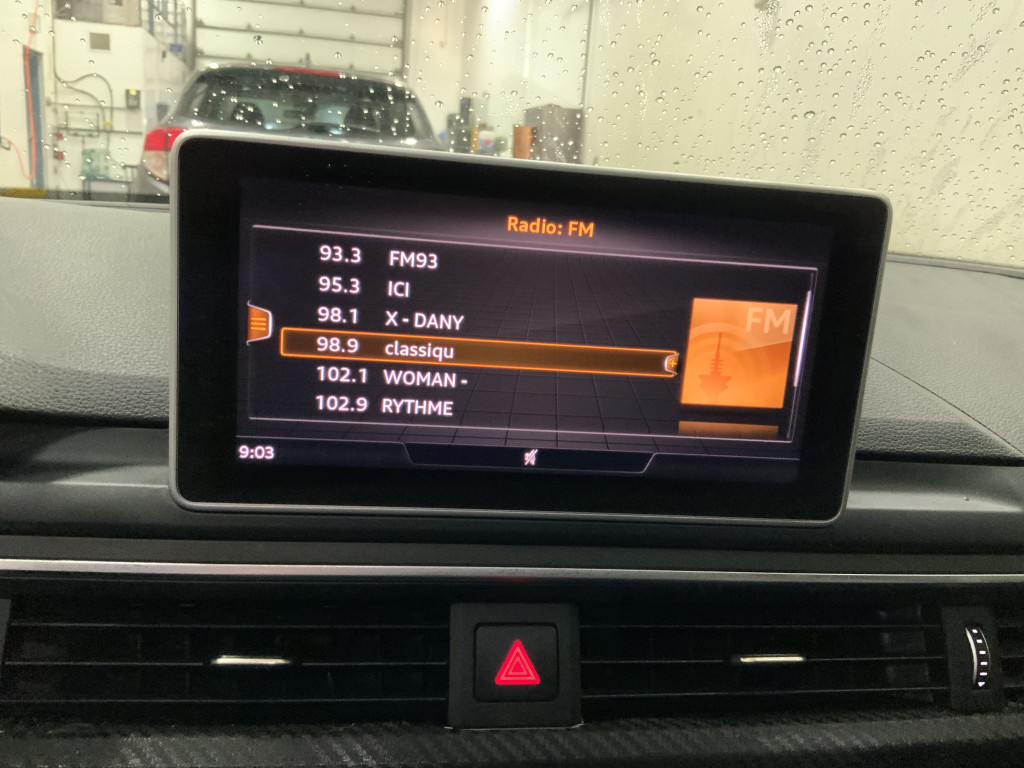 Radio: FM
93.3 FM93
95.3 ICI
98.1 X - DANY
98.9 classiqu
102.1 WOMAN -
102.9 RYTHME
FM
9:03